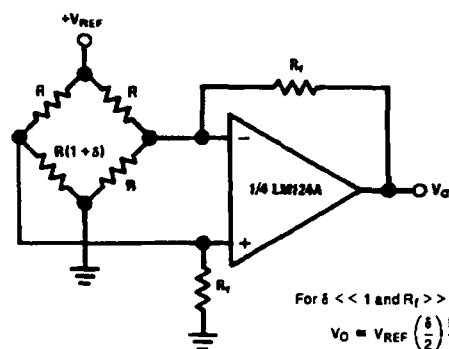 +VREF
R
R
Rf
R(1 + δ)
R
−
1/4 LM124A
VO
+
Rf
For δ << 1 and Rf >>
VO ≅ VREF (δ/2)